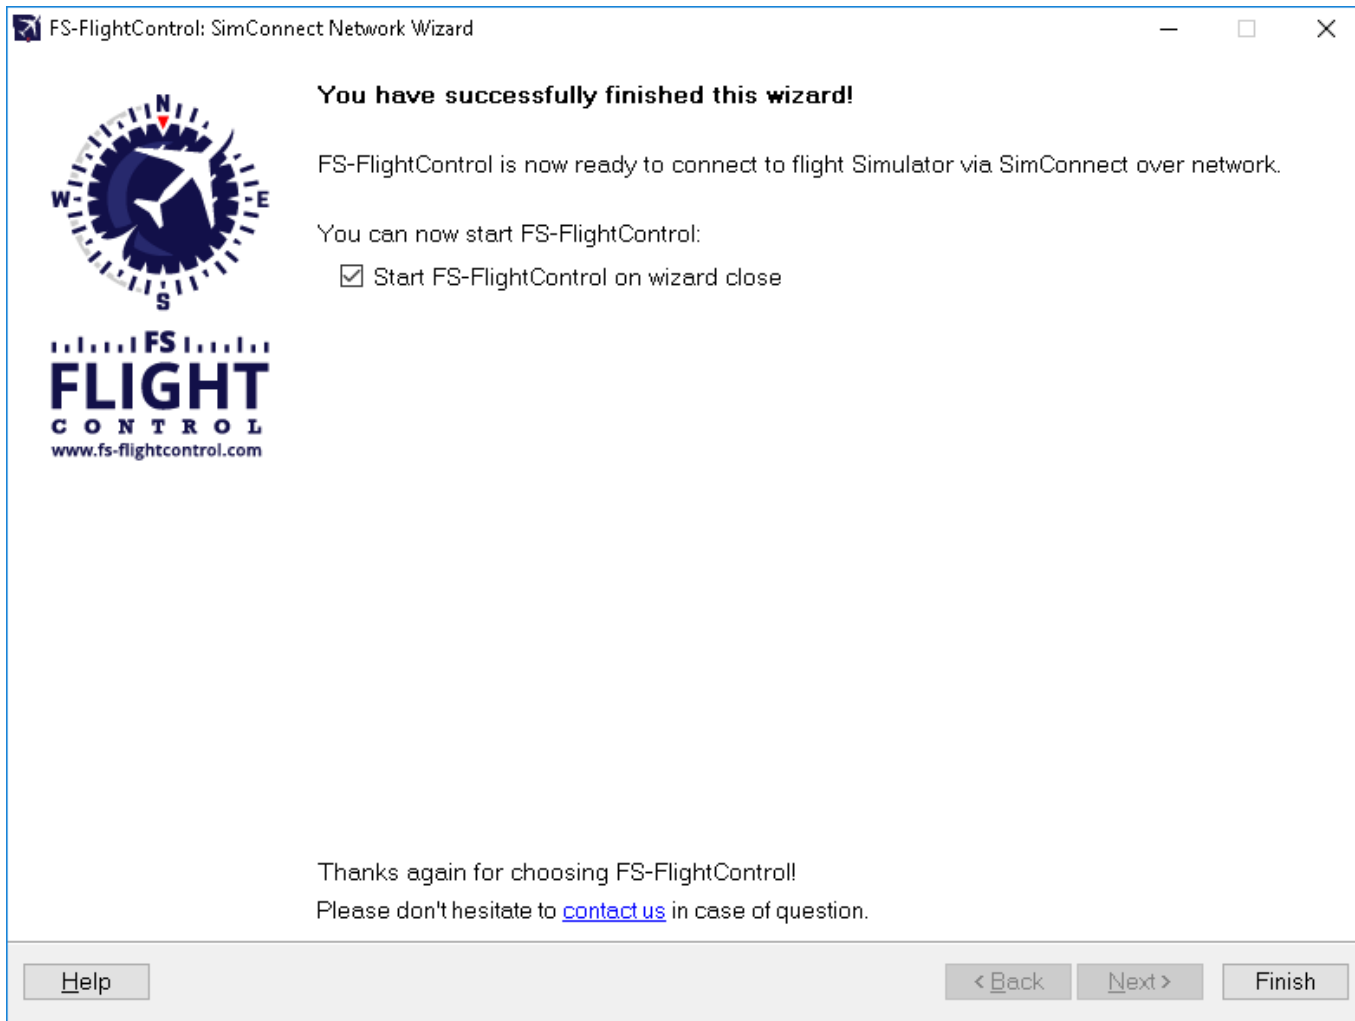 FS-FlightControl: SimConnect Network Wizard
N
W
E
S
FS
FLIGHT
CONTROL
www.fs-flightcontrol.com
You have successfully finished this wizard!
FS-FlightControl is now ready to connect to flight Simulator via SimConnect over network.
You can now start FS-FlightControl:
Start FS-FlightControl on wizard close
Thanks again for choosing FS-FlightControl!
Please don't hesitate to contact us in case of question.
Help
< Back
Next >
Finish